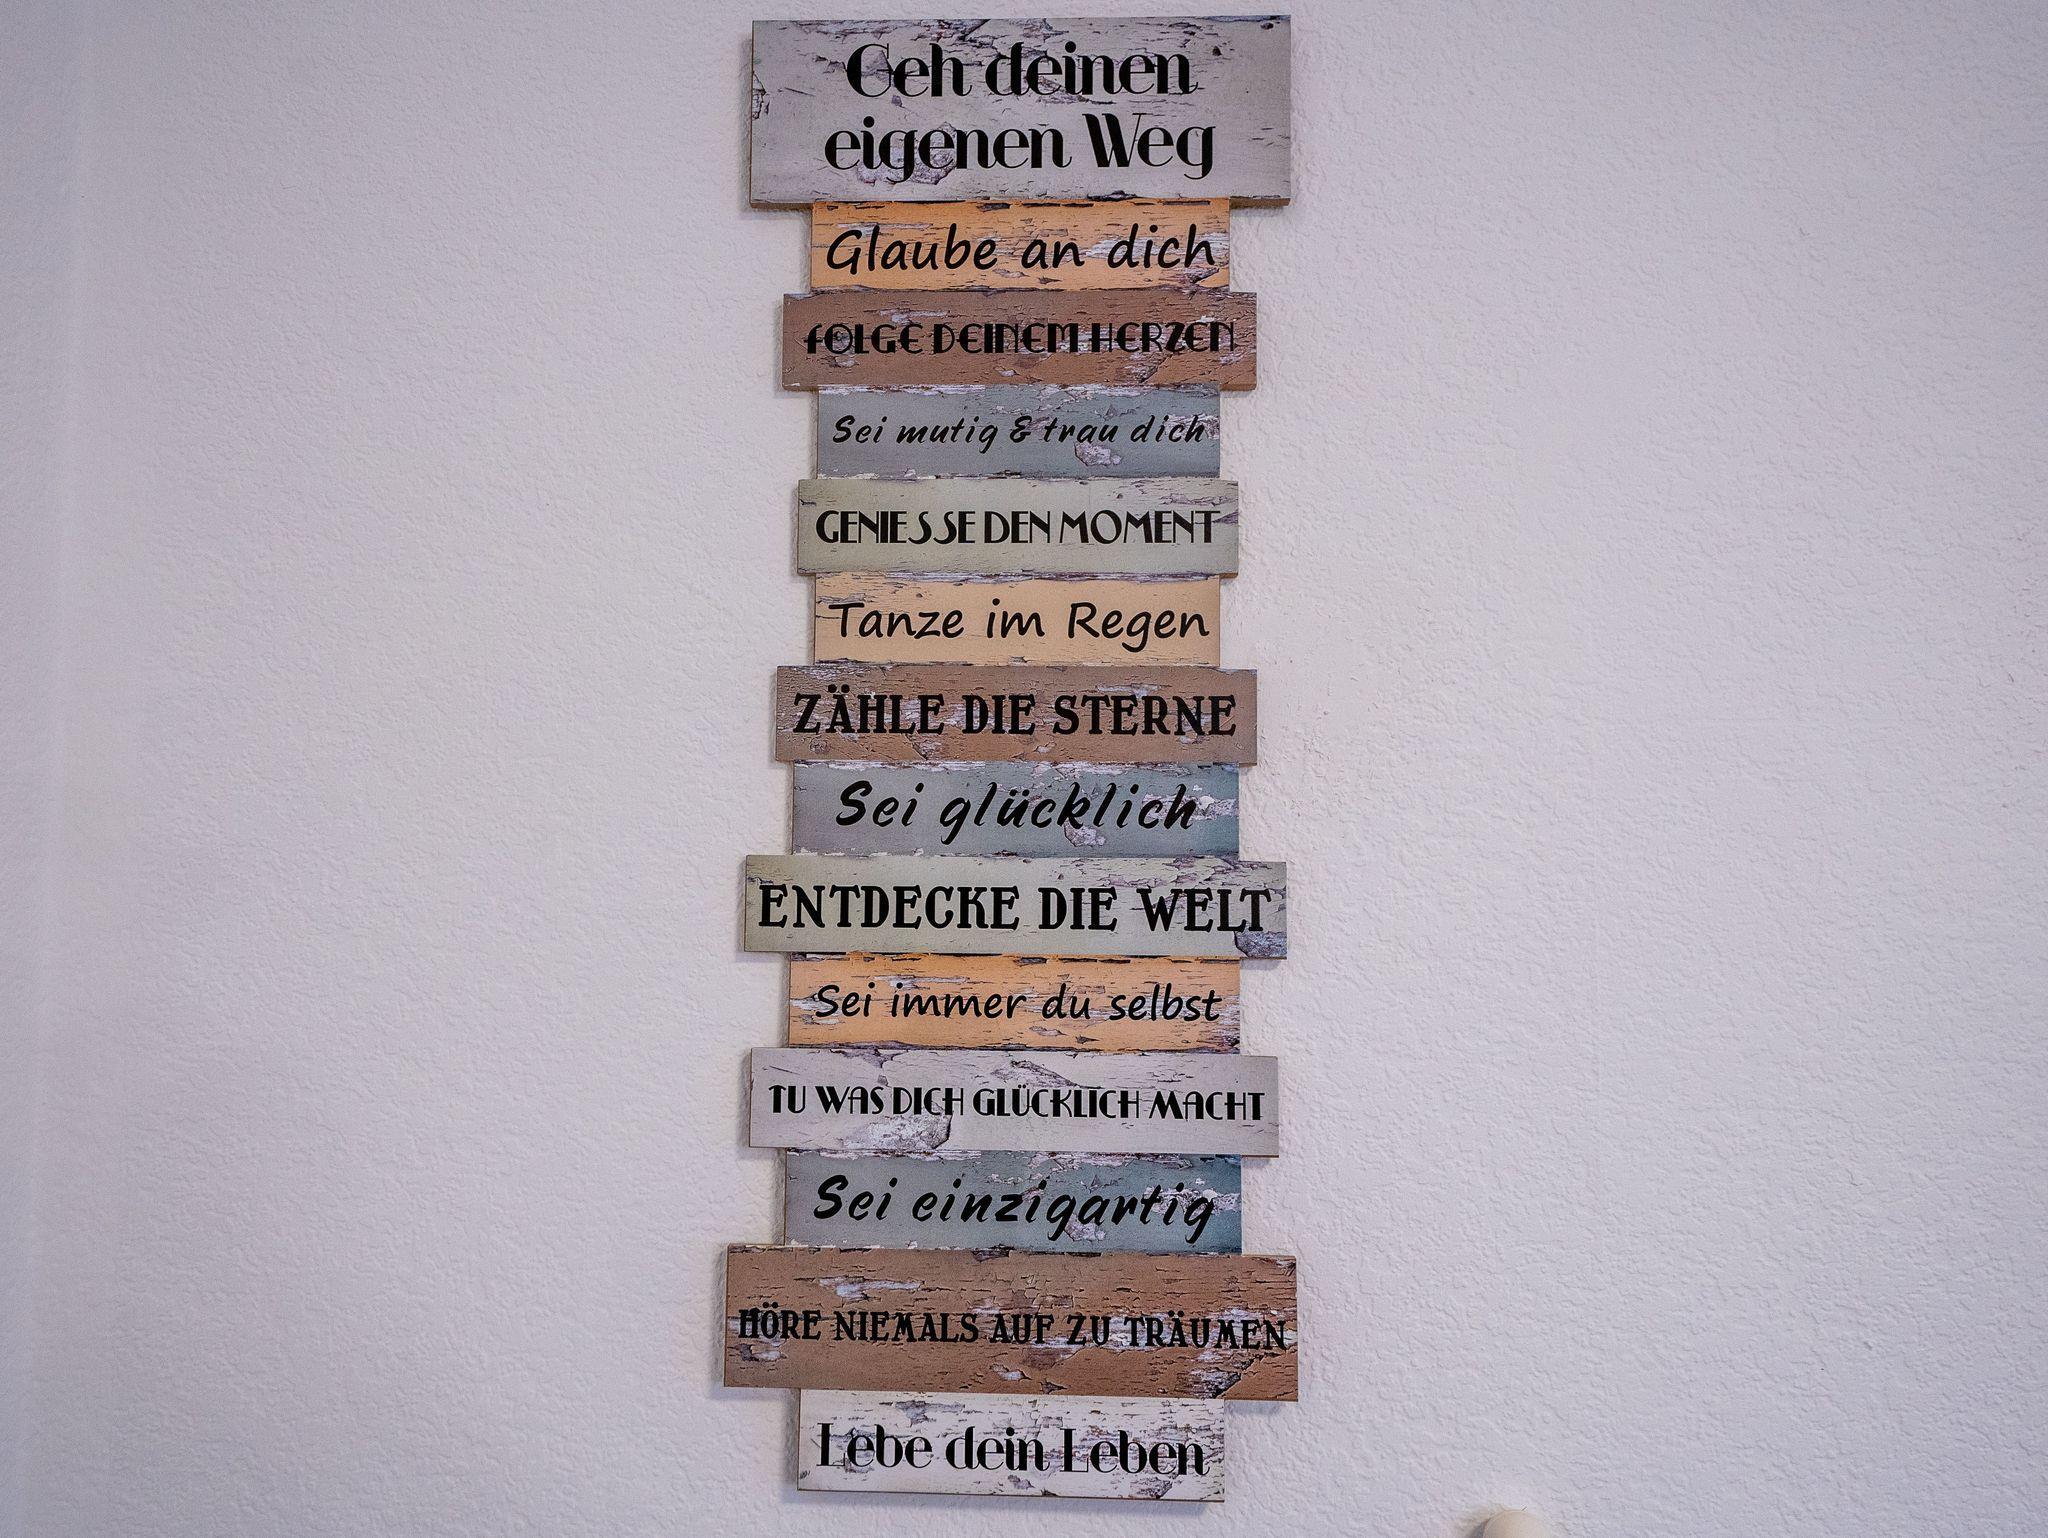 Geh deinen
eigenen Weg
Glaube an dich
FOLGE DEINEM HERZEN
Sei mutig & trau dich
GENIESSE DEN MOMENT
Tanze im Regen
ZÄHLE DIE STERNE
Sei glücklich
ENTDECKE DIE WELT
Sei immer du selbst
TU WAS DICH GLÜCKLICH MACHT
Sei einzigartig
HÖRE NIEMALS AUF ZU TRÄUMEN
Lebe dein Leben